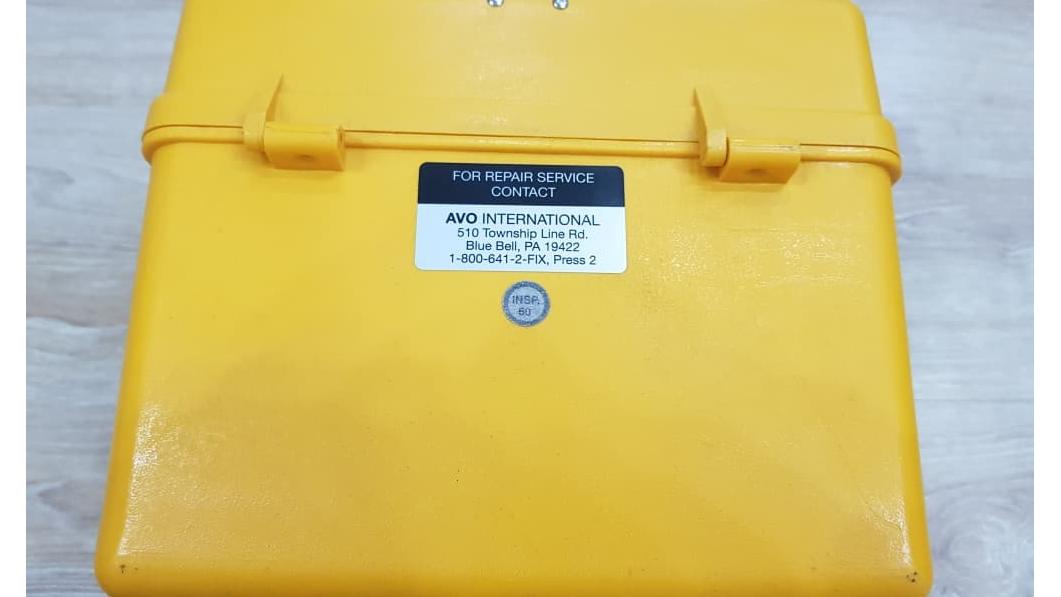 FOR REPAIR SERVICE
CONTACT
AVO INTERNATIONAL
510 Township Line Rd.
Blue Bell, PA 19422
1-800-641-2-FIX, Press 2
INSP.
60